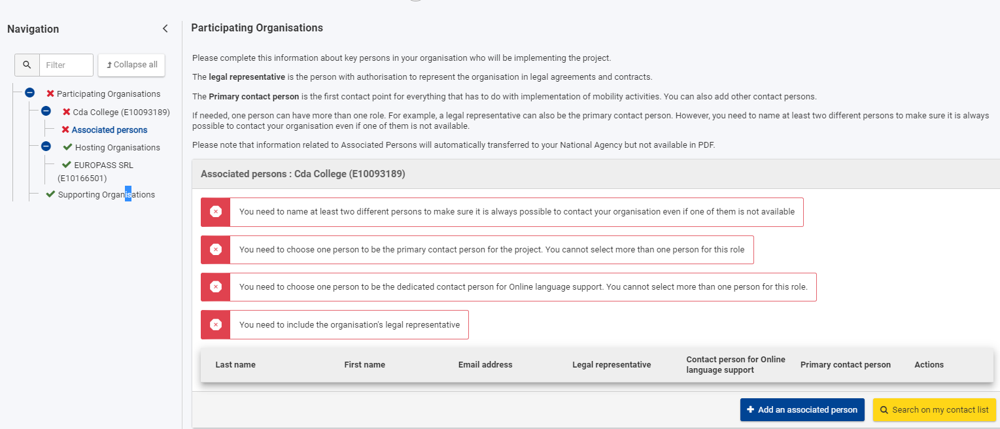 Navigation
Filter
Collapse all
Participating Organisations
Cda College (E10093189)
Associated persons
Hosting Organisations
EUROPASS SRL
(E10166501)
Supporting Organisations
Participating Organisations
Please complete this information about key persons in your organisation who will be implementing the project.
The legal representative is the person with authorisation to represent the organisation in legal agreements and contracts.
The Primary contact person is the first contact point for everything that has to do with implementation of mobility activities. You can also add other contact persons.
If needed, one person can have more than one role. For example, a legal representative can also be the primary contact person. However, you need to name at least two different persons to make sure it is always
possible to contact your organisation even if one of them is not available.
Please note that information related to Associated Persons will automatically transferred to your National Agency but not available in PDF.
Associated persons : Cda College (E10093189)
You need to name at least two different persons to make sure it is always possible to contact your organisation even if one of them is not available
You need to choose one person to be the primary contact person for the project. You cannot select more than one person for this role
You need to choose one person to be the dedicated contact person for Online language support. You cannot select more than one person for this role.
You need to include the organisation's legal representative
Last name
First name
Email address
Legal representative
Contact person for Online
language support
Primary contact person
Actions
Add an associated person
Search on my contact list